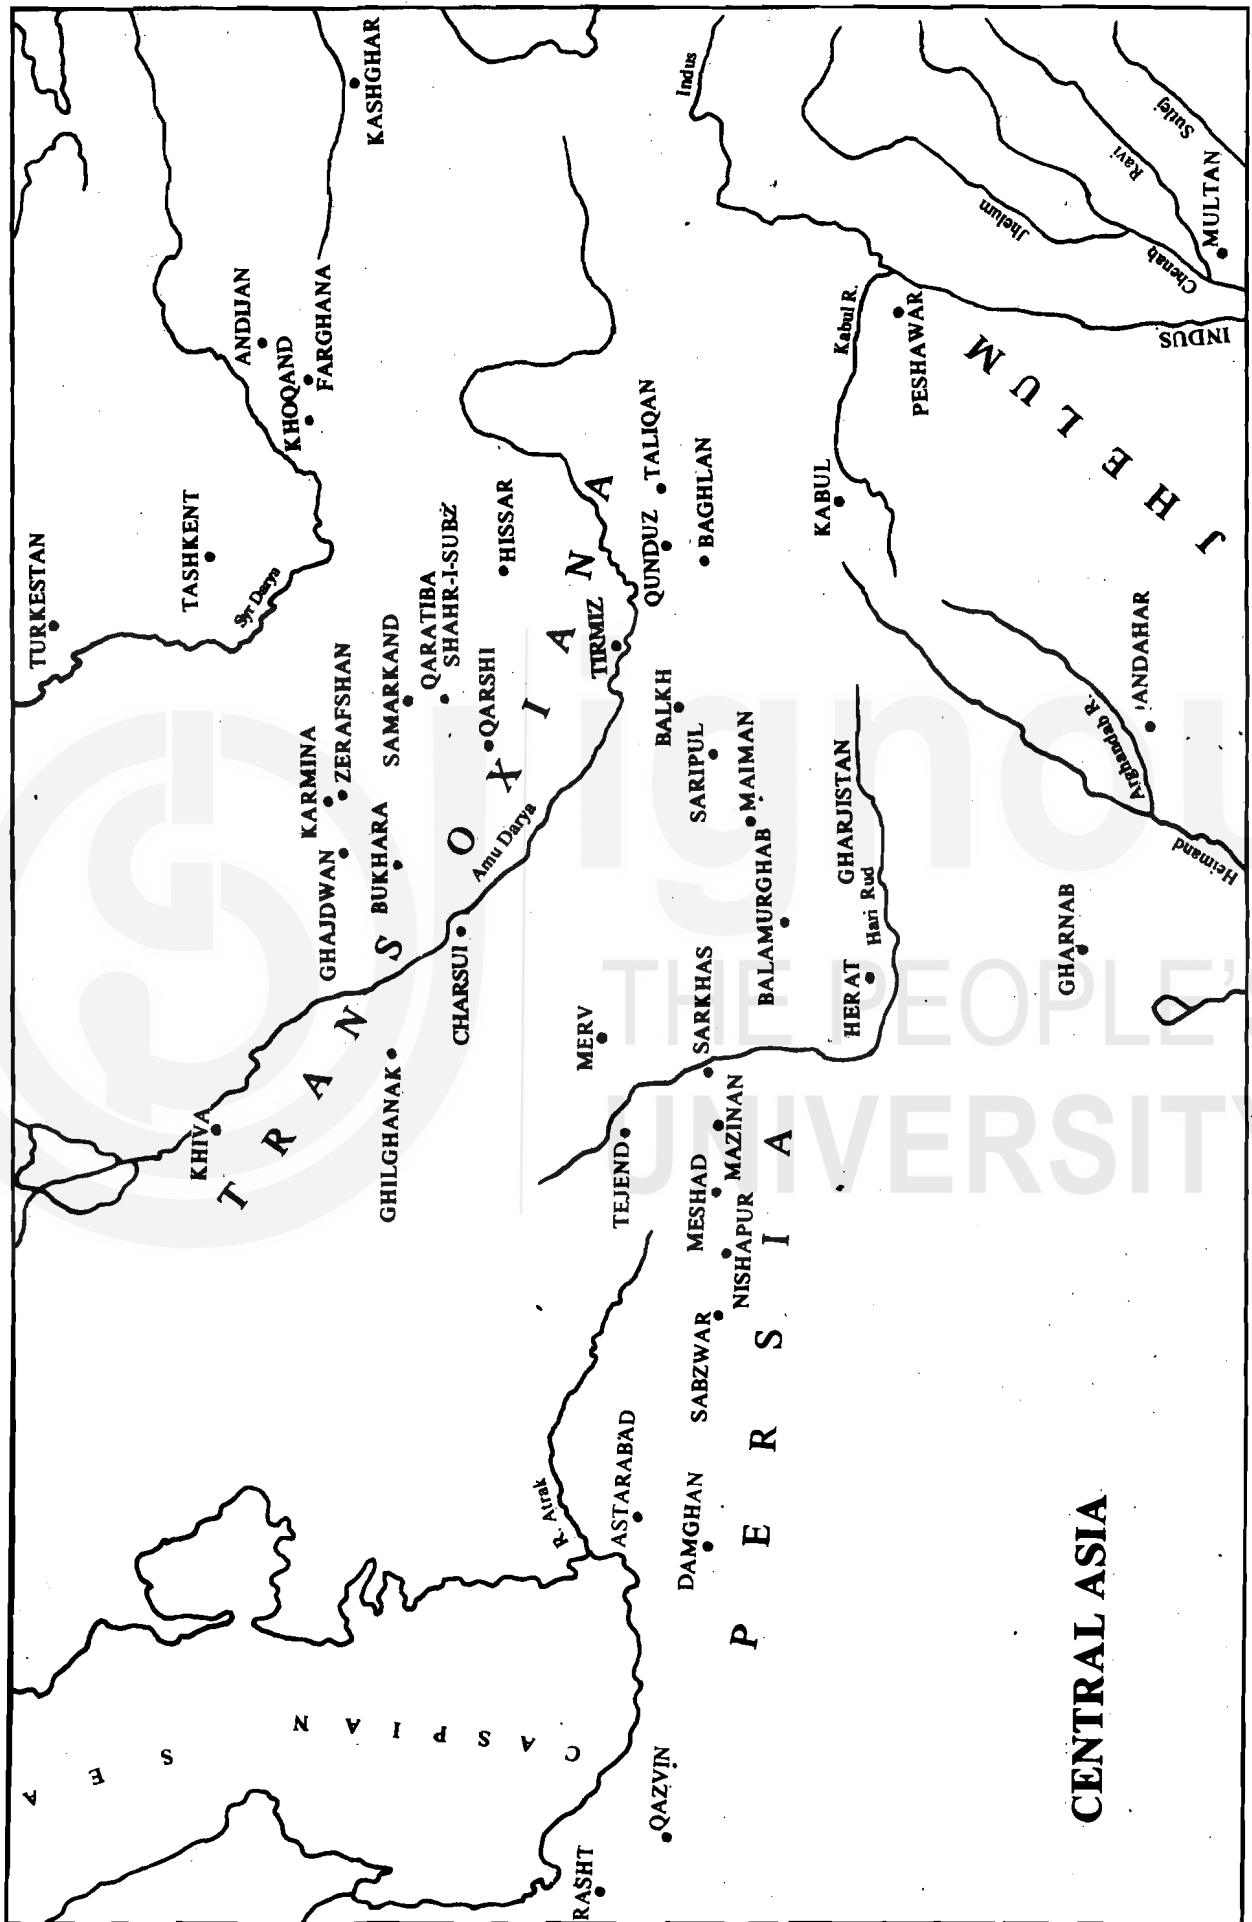 CENTRAL ASIA
TURKESTAN
TASHKENT
Syr Darya
ANDIJAN
KHOQAND
FARGHANA
KASHGHAR
KARMINA
ZERAFSHAN
GHAJDWAN
BUKHARA
SAMARKAND
QARATIBA
SHAHR-I-SUBZ
QARSHI
HISSAR
TIRMIZ
Amu Darya
CHARSUI
KHIVA
GHILGHANAK
TRANSOXIANA
MERV
TEJEND
SARKHAS
MAZINAN
MESHAD
NISHAPUR
SABZWAR
ASTARABAD
DAMGHAN
R. Atrak
CASPIAN
SEA
RASHT
QAZVIN
PERSIA
QUNDUZ
TALIQAN
BAGHLAN
BALKH
SARIPUL
MAIMAN
BALAMURGHAB
GHARJISTAN
Hari Rud
HERAT
GHARNAB
KABUL
Kabul R.
PESHAWAR
Indus
INDUS
JHELUM
Jhelum
Chenab
Ravi
Sutlej
MULTAN
Arghandab R.
ANDAHAR
Heimand
ignou
THE PEOPLE'
UNIVERSITY